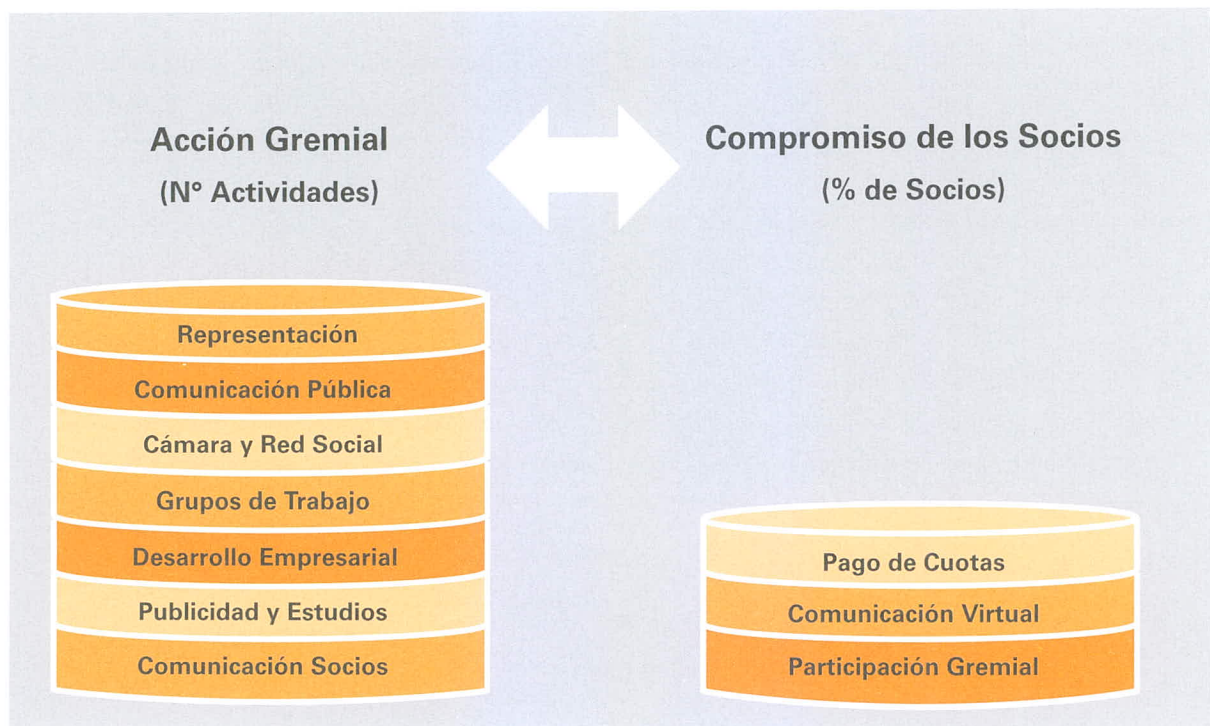 Acción Gremial
(N° Actividades)
Compromiso de los Socios
(% de Socios)
Representación
Comunicación Pública
Cámara y Red Social
Grupos de Trabajo
Desarrollo Empresarial
Publicidad y Estudios
Comunicación Socios
Pago de Cuotas
Comunicación Virtual
Participación Gremial